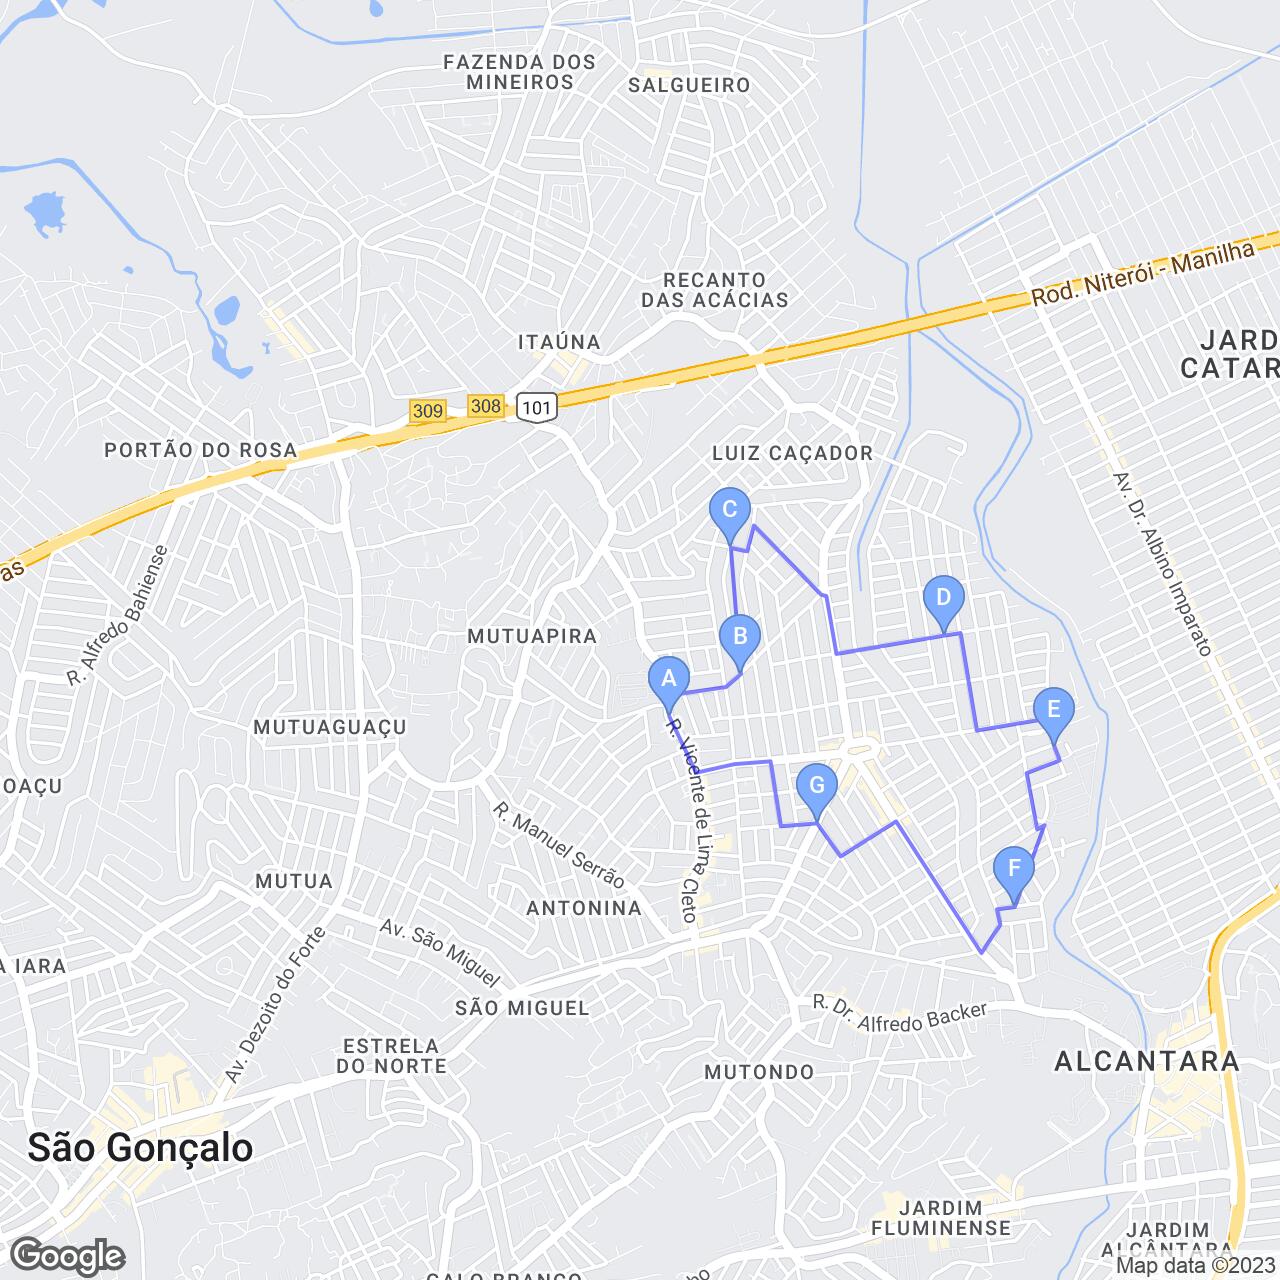 FAZENDA DOS
MINEIROS
SALGUEIRO
RECANTO
DAS ACÁCIAS
Rod. Niterói - Manilha
ITAÚNA
JARD
CATAR
309
308
101
PORTÃO DO ROSA
LUIZ CAÇADOR
Av. Dr. Albino Imparato
C
as
R. Alfredo Bahiense
D
MUTUAPIRA
B
A
E
MUTUAGUAÇU
R. Vicente de Lima Cleto
OAÇU
G
R. Manuel Serrão
F
MUTUA
ANTONINA
Av. São Miguel
A IARA
Av. Dezoito do Forte
SÃO MIGUEL
R. Dr. Alfredo Backer
ESTRELA
DO NORTE
ALCANTARA
MUTONDO
São Gonçalo
JARDIM
FLUMINENSE
JARDIM
ALCÂNTARA
Google
Map data ©2023